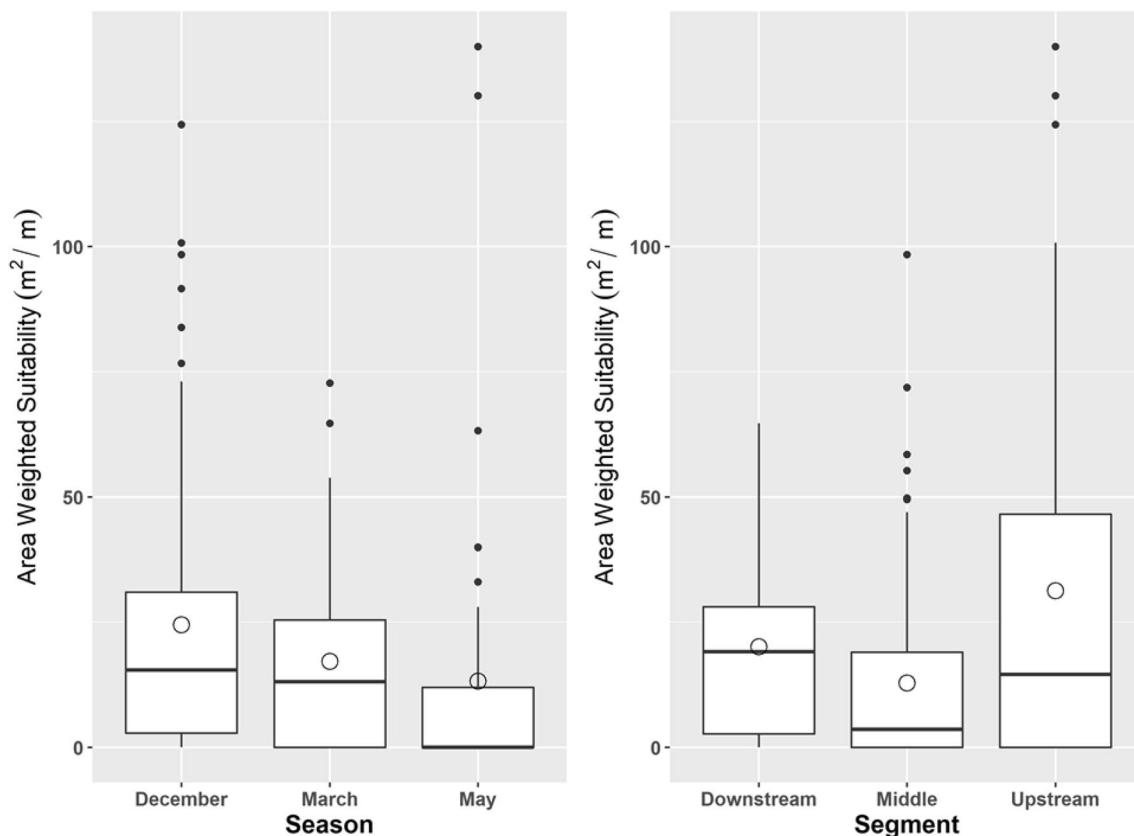 Area Weighted Suitability (m²/ m)
100
50
0
December March May
Season
Area Weighted Suitability (m²/ m)
100
50
0
Downstream Middle Upstream
Segment